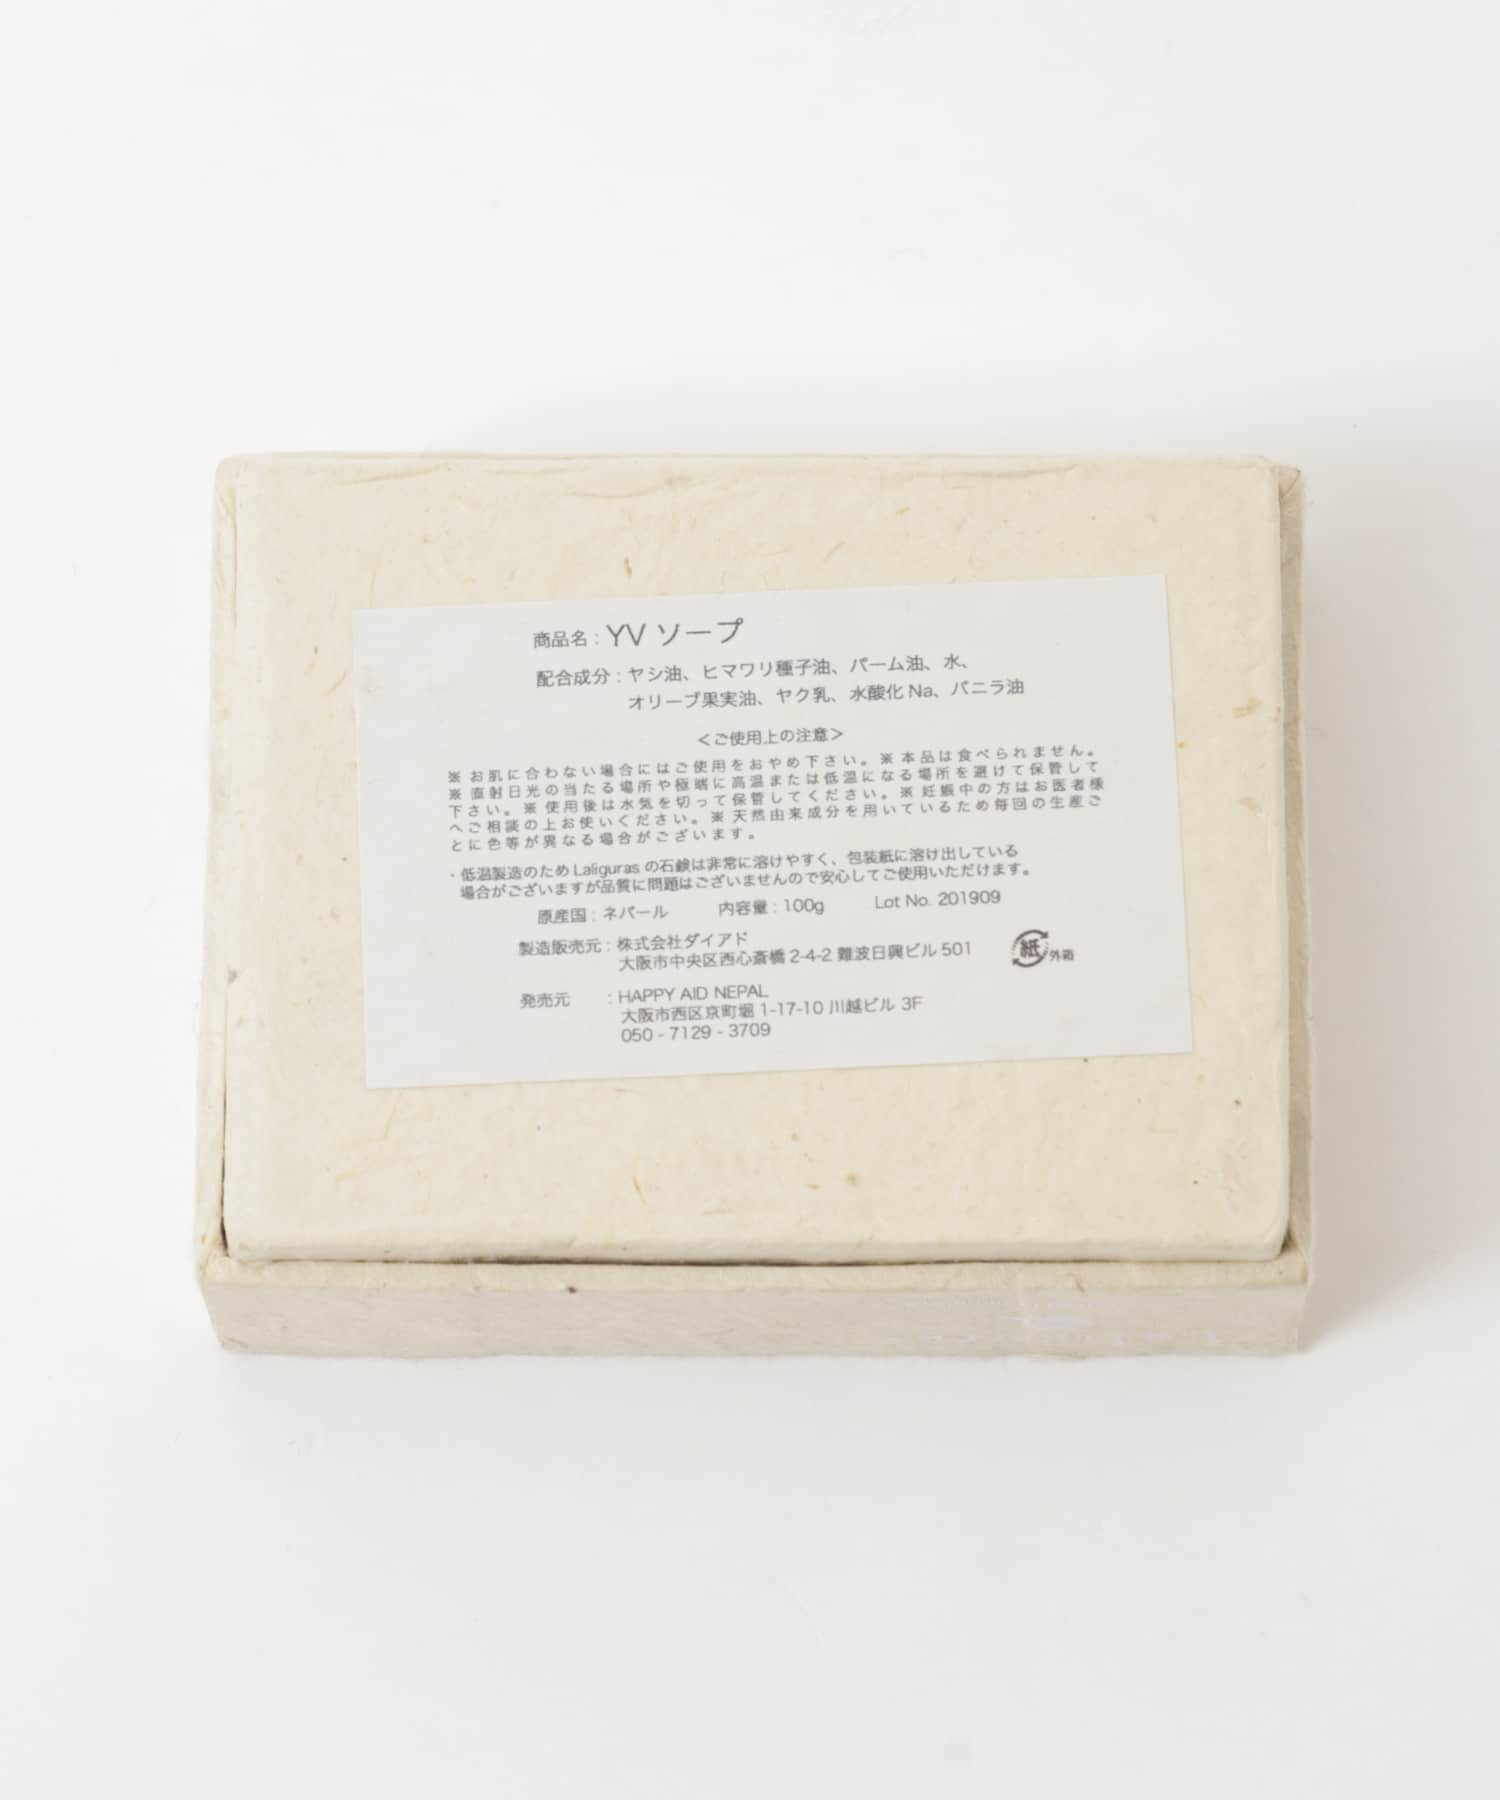 商品名 : YV ソープ
配合成分 : ヤシ油、ヒマワリ種子油、パーム油、水、
オリーブ果実油、ヤク乳、水酸化 Na、バニラ油
＜ご使用上の注意＞
※ お肌に合わない場合にはご使用をおやめ下さい。※ 本品は食べられません。
※ 直射日光の当たる場所や極端に高温または低温になる場所を避けて保管して
下さい。※ 使用後は水気を切って保管してください。※ 妊娠中の方はお医者様
へご相談の上お使いください。※ 天然由来成分を用いているため毎回の生産ご
とに色等が異なる場合がございます。
・低温製造のため Laliguras の石鹸は非常に溶けやすく、包装紙に溶け出している
場合がございますが品質に問題はございませんので安心してご使用いただけます。
原産国 : ネパール 内容量 : 100g Lot No. 201909
製造販売元 : 株式会社ダイアド
大阪市中央区西心斎橋 2-4-2 難波日興ビル 501
紙 外箱
発売元 : HAPPY AID NEPAL
大阪市西区京町堀 1-17-10 川越ビル 3F
050 - 7129 - 3709